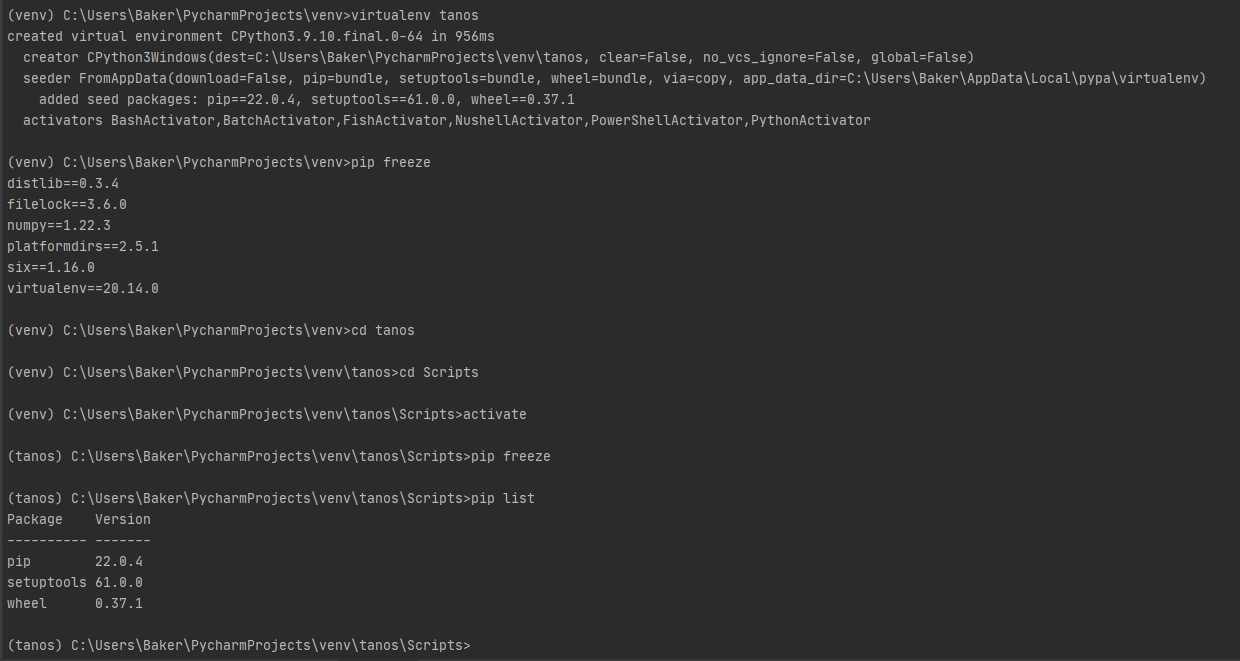 (venv) C:\Users\Baker\PycharmProjects\venv>virtualenv tanos
created virtual environment CPython3.9.10.final.0-64 in 956ms
  creator CPython3Windows(dest=C:\Users\Baker\PycharmProjects\venv\tanos, clear=False, no_vcs_ignore=False, global=False)
  seeder FromAppData(download=False, pip=bundle, setuptools=bundle, wheel=bundle, via=copy, app_data_dir=C:\Users\Baker\AppData\Local\pypa\virtualenv)
    added seed packages: pip==22.0.4, setuptools==61.0.0, wheel==0.37.1
  activators BashActivator,BatchActivator,FishActivator,NushellActivator,PowerShellActivator,PythonActivator
(venv) C:\Users\Baker\PycharmProjects\venv>pip freeze
distlib==0.3.4
filelock==3.6.0
numpy==1.22.3
platformdirs==2.5.1
six==1.16.0
virtualenv==20.14.0
(venv) C:\Users\Baker\PycharmProjects\venv>cd tanos
(venv) C:\Users\Baker\PycharmProjects\venv\tanos>cd Scripts
(venv) C:\Users\Baker\PycharmProjects\venv\tanos\Scripts>activate
(tanos) C:\Users\Baker\PycharmProjects\venv\tanos\Scripts>pip freeze
(tanos) C:\Users\Baker\PycharmProjects\venv\tanos\Scripts>pip list
Package    Version
---------- -------
pip        22.0.4
setuptools 61.0.0
wheel      0.37.1
(tanos) C:\Users\Baker\PycharmProjects\venv\tanos\Scripts>